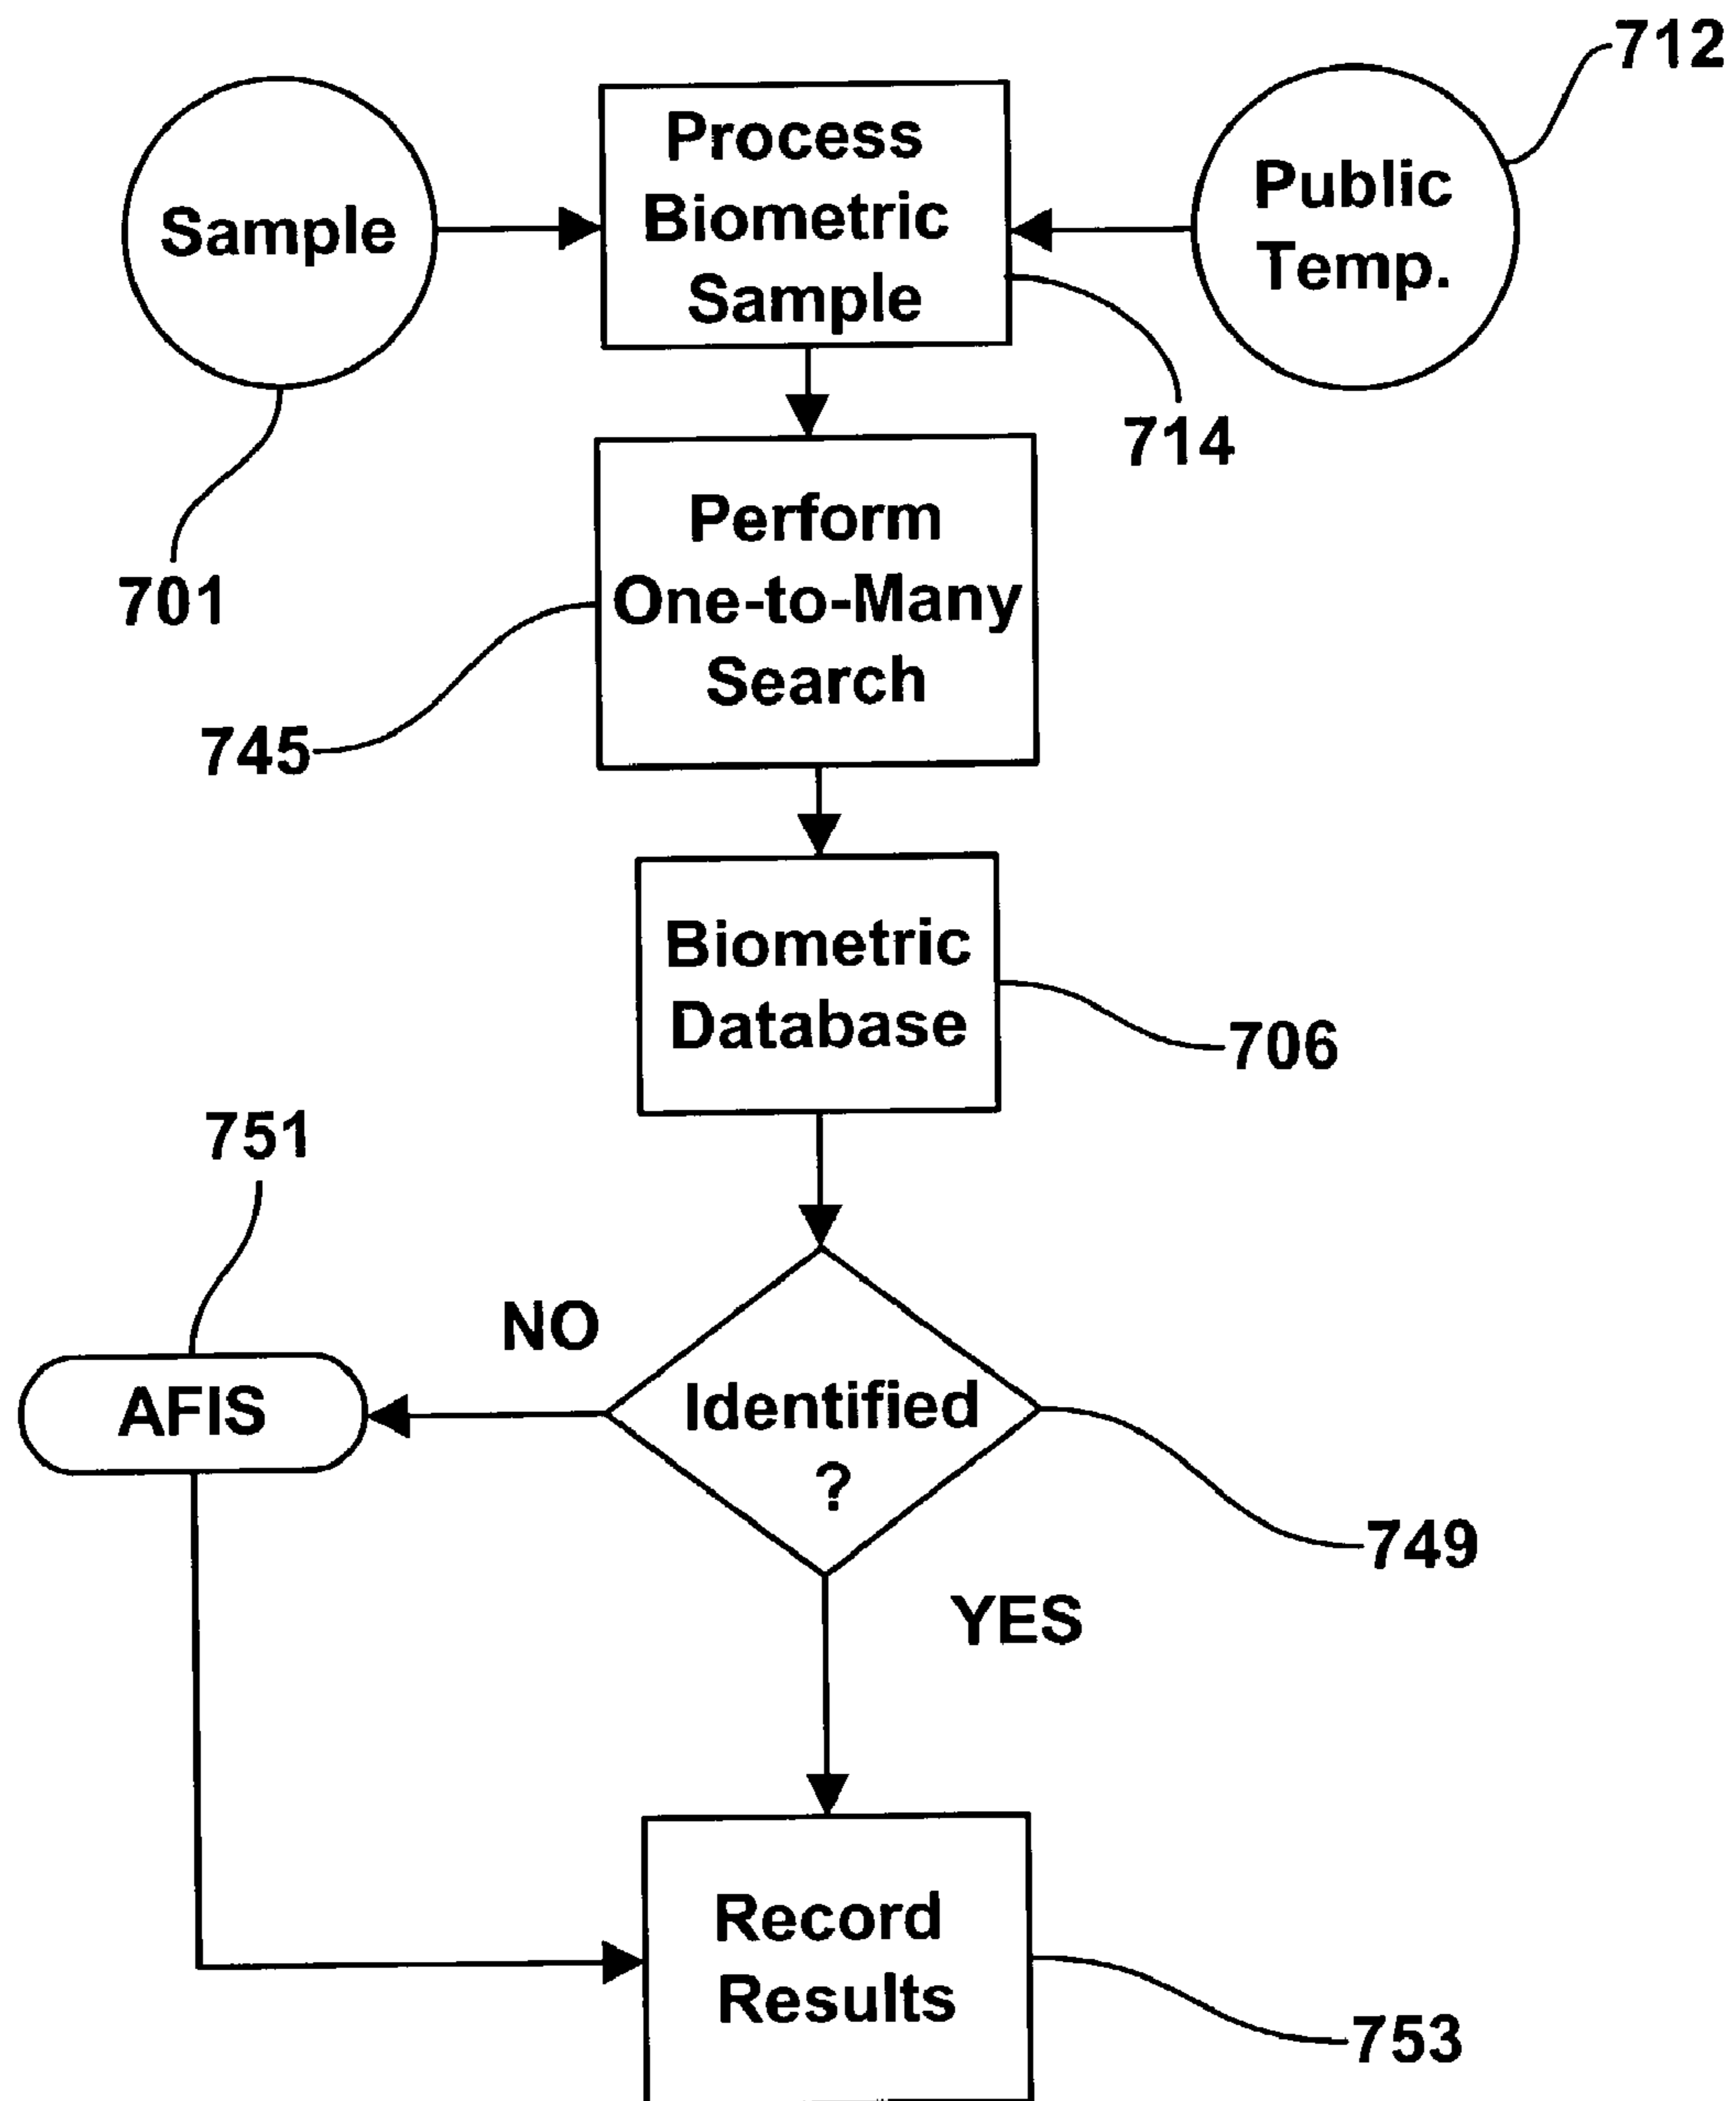 712
Sample
Process
Biometric
Sample
Public
Temp.
714
701
Perform
One-to-Many
Search
745
Biometric
Database
706
751
NO
AFIS
Identified
?
749
YES
Record
Results
753